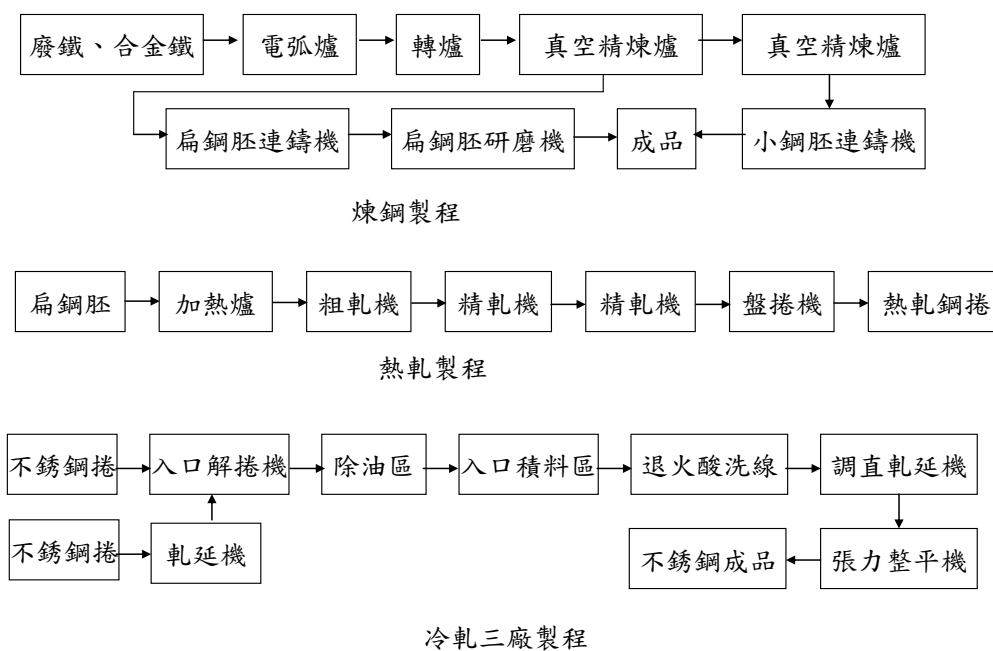 廢鐵、合金鐵 電弧爐 轉爐 真空精煉爐 真空精煉爐
扁鋼胚連鑄機 扁鋼胚研磨機 成品 小鋼胚連鑄機
煉鋼製程
扁鋼胚 加熱爐 粗軋機 精軋機 精軋機 盤捲機 熱軋鋼捲
熱軋製程
不銹鋼捲 入口解捲機 除油區 入口積料區 退火酸洗線 調直軋延機
不銹鋼捲 軋延機 不銹鋼成品 張力整平機
冷軋三廠製程